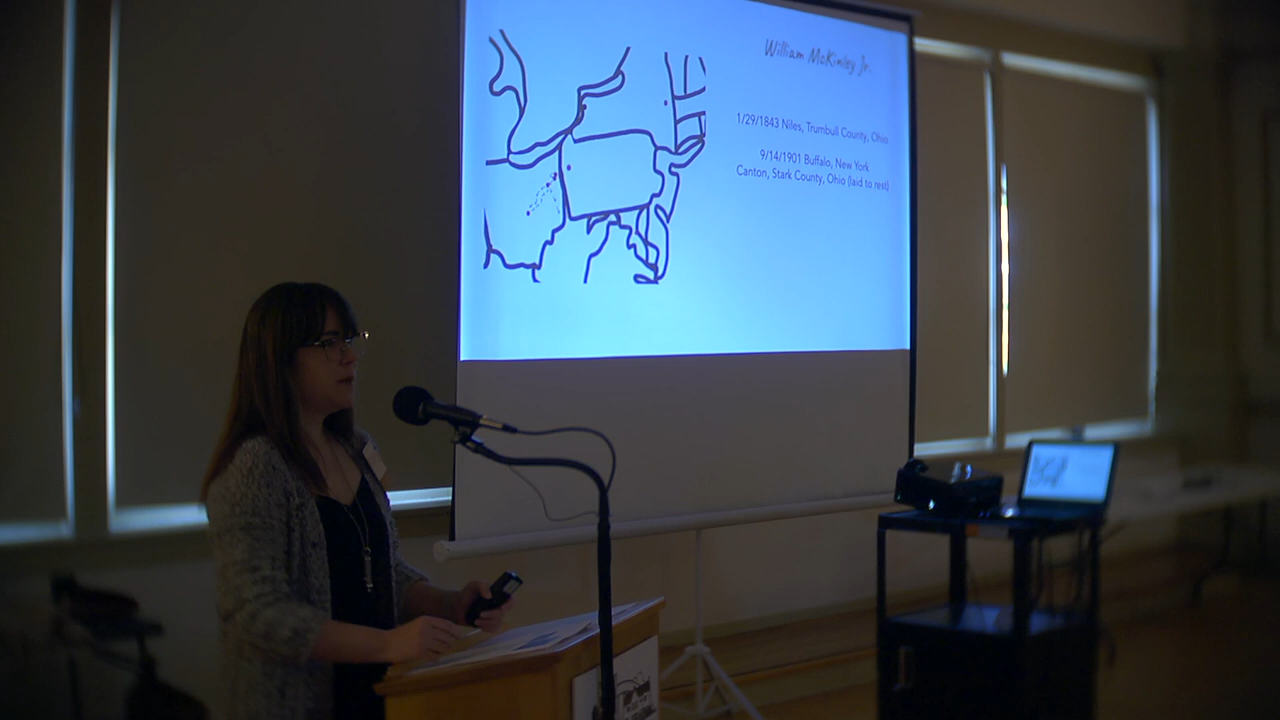 William McKinley Jr.
1/29/1843 Niles, Trumbull County, Ohio
9/14/1901 Buffalo, New York
Canton, Stark County, Ohio (laid to rest)